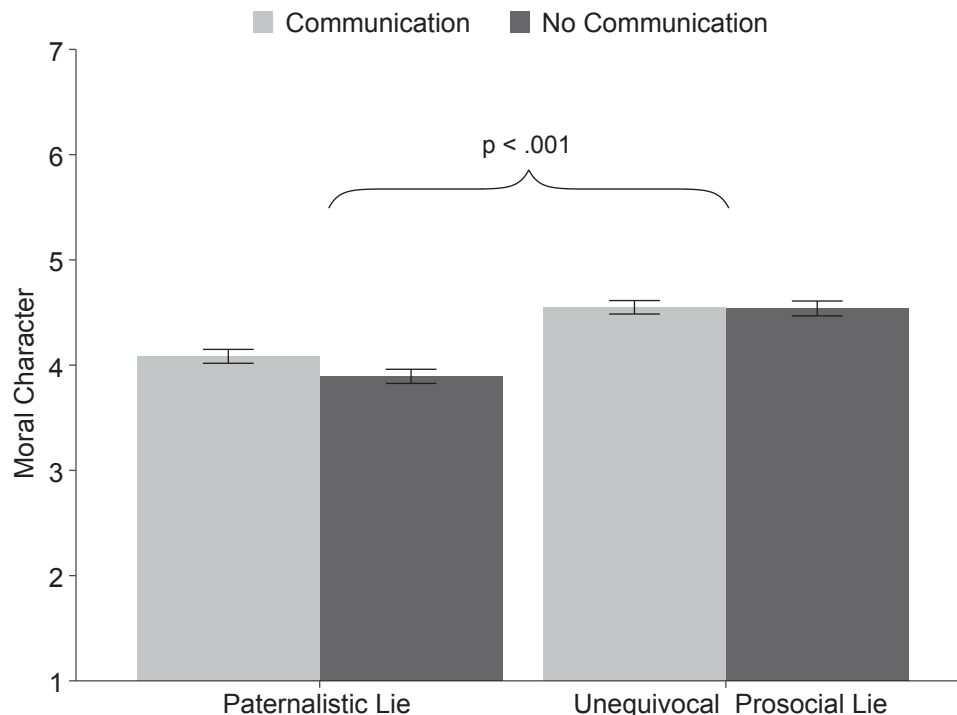 Communication No Communication
7
6
p < .001
5
4
3
2
1
Moral Character
Paternalistic Lie Unequivocal Prosocial Lie